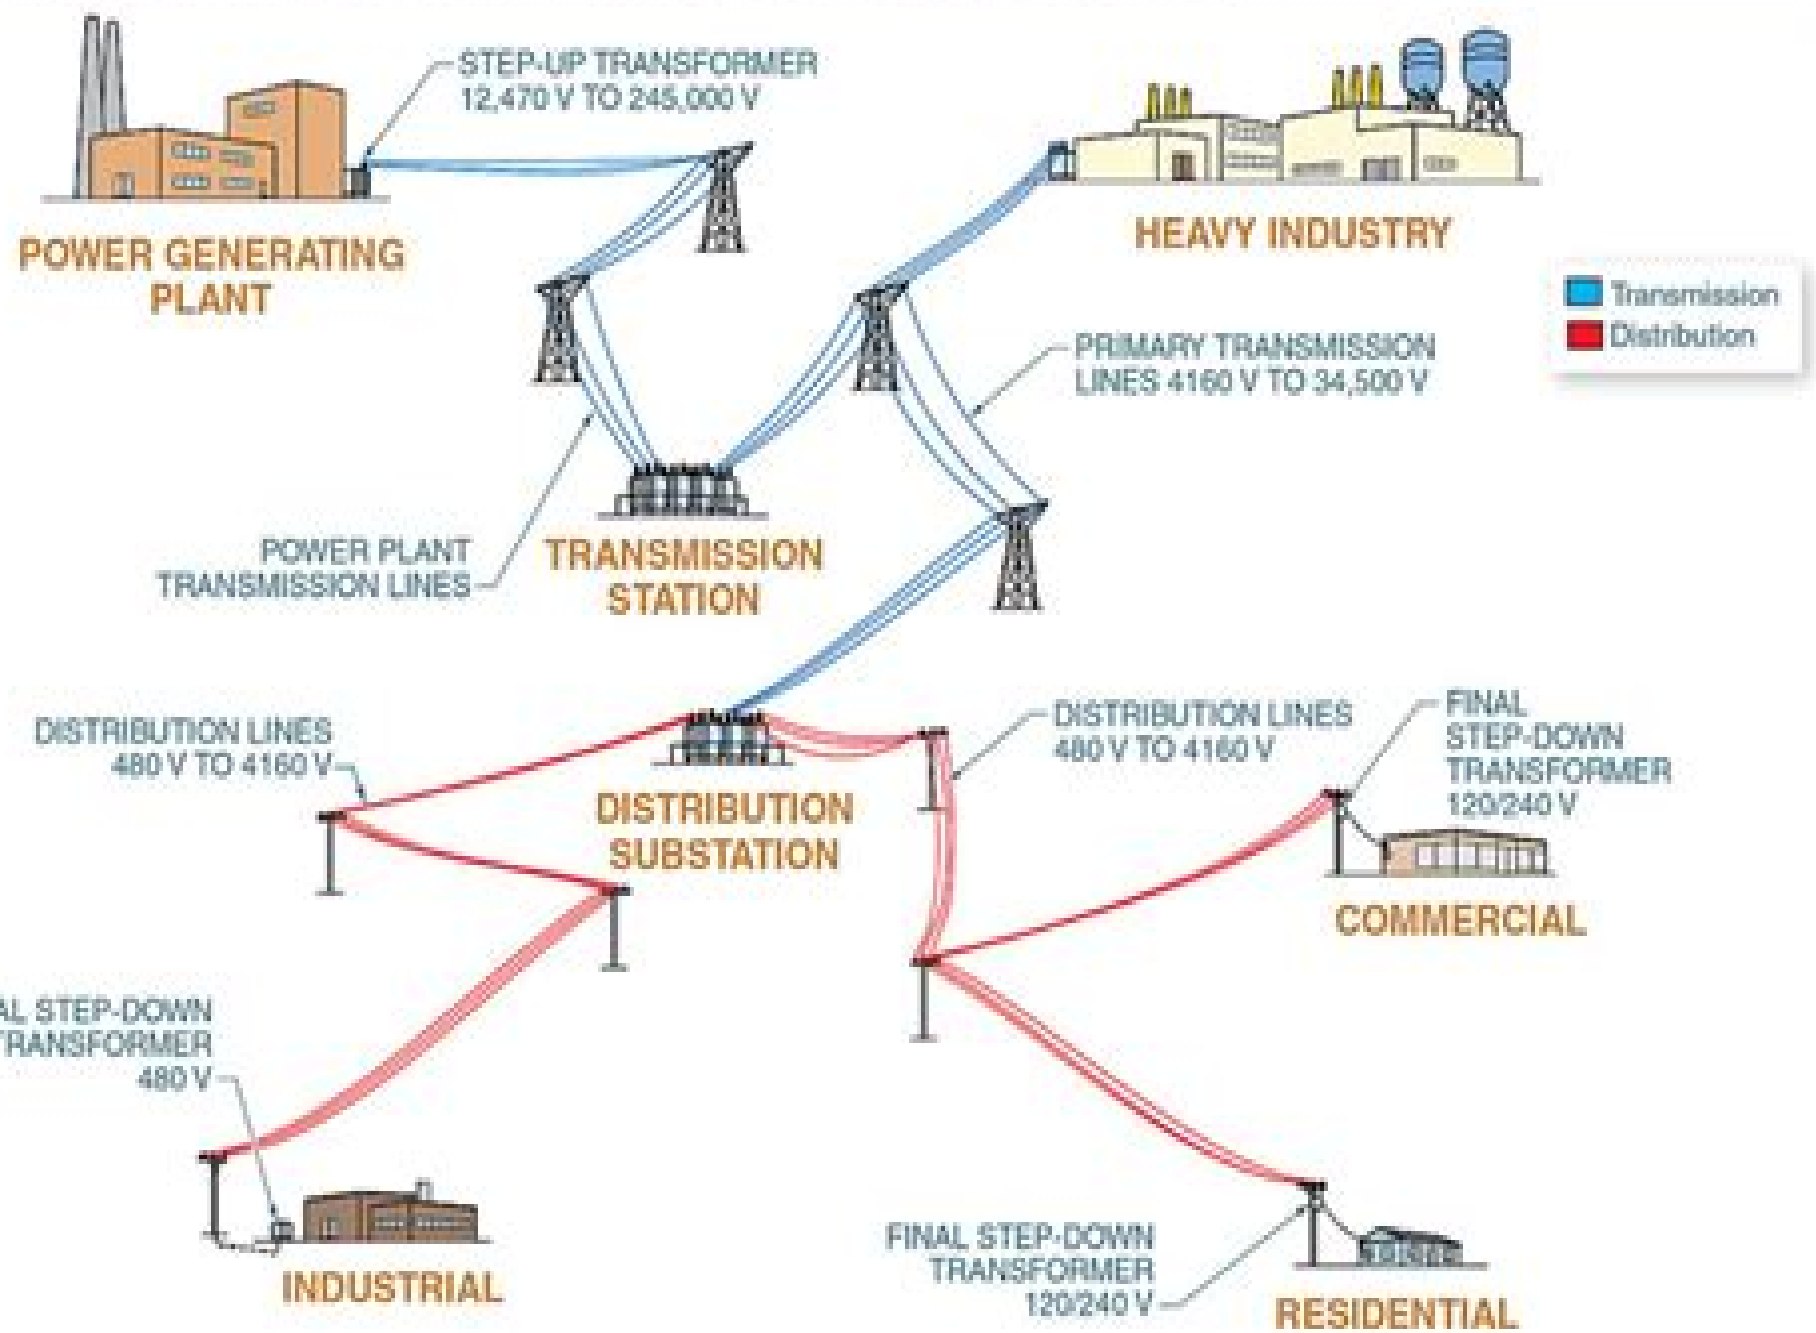 STEP-UP TRANSFORMER
12,470 V TO 245,000 V
POWER GENERATING
PLANT
HEAVY INDUSTRY
Transmission
Distribution
PRIMARY TRANSMISSION
LINES 4160 V TO 34,500 V
POWER PLANT
TRANSMISSION LINES
TRANSMISSION
STATION
DISTRIBUTION LINES
480 V TO 4160 V
DISTRIBUTION
SUBSTATION
DISTRIBUTION LINES
480 V TO 4160 V
FINAL
STEP-DOWN
TRANSFORMER
120/240 V
COMMERCIAL
AL STEP-DOWN
TRANSFORMER
480 V
INDUSTRIAL
FINAL STEP-DOWN
TRANSFORMER
120/240 V
RESIDENTIAL